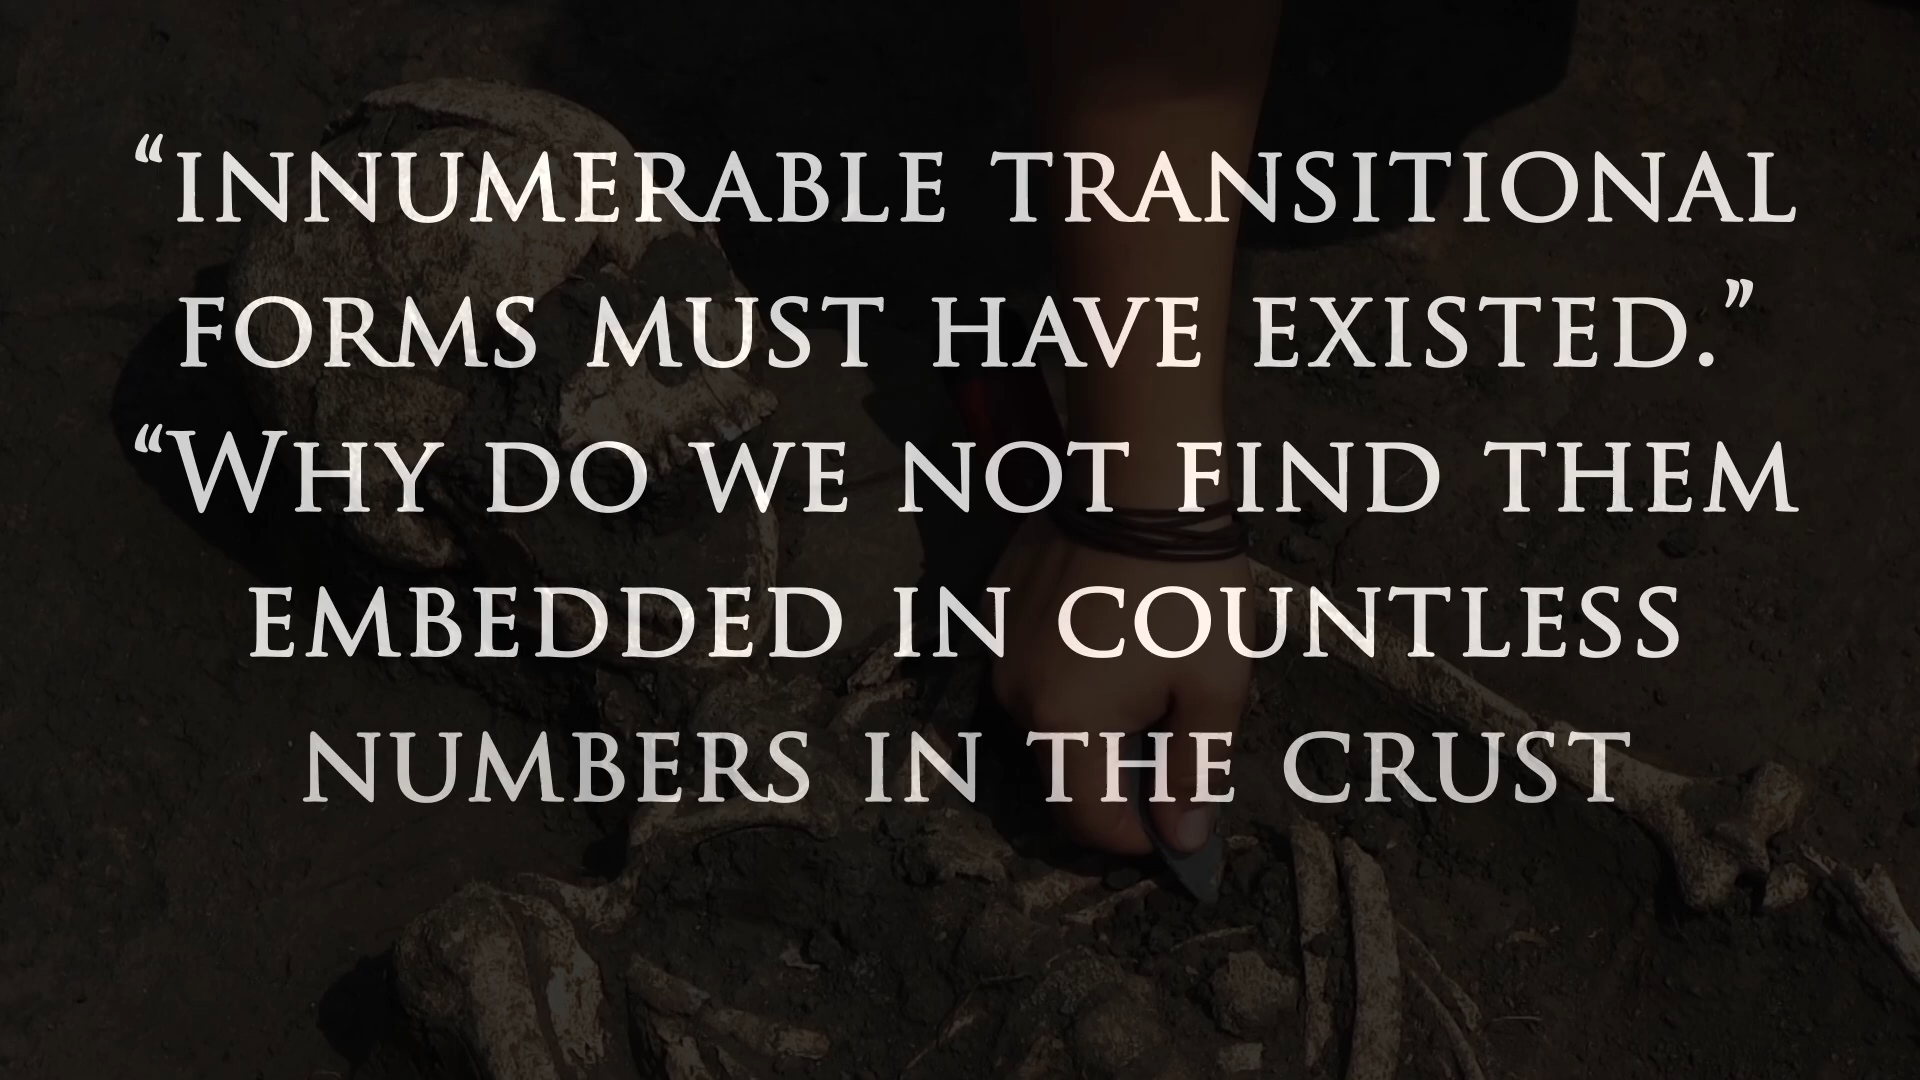 “INNUMERABLE TRANSITIONAL
FORMS MUST HAVE EXISTED.”
“WHY DO WE NOT FIND THEM
EMBEDDED IN COUNTLESS
NUMBERS IN THE CRUST